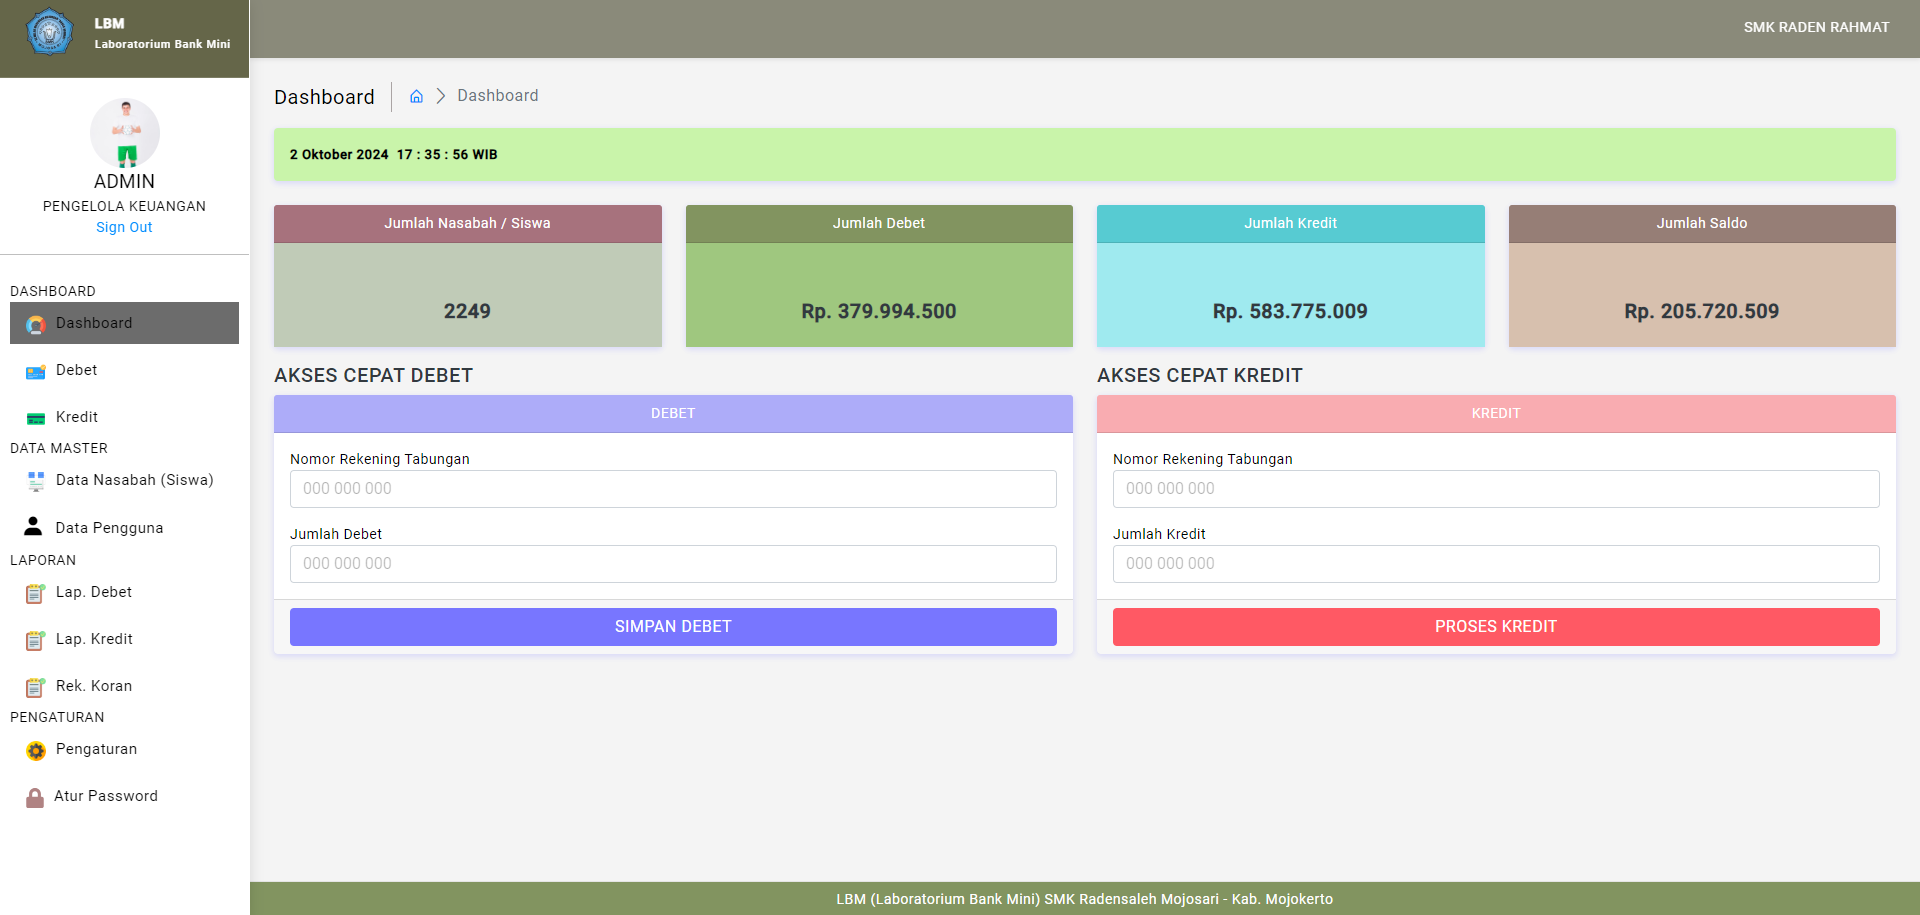 LBM
Laboratorium Bank Mini
SMK RADEN RAHMAT
ADMIN
PENGELOLA KEUANGAN
Sign Out
DASHBOARD
Dashboard
Debet
Kredit
DATA MASTER
Data Nasabah (Siswa)
Data Pengguna
LAPORAN
Lap. Debet
Lap. Kredit
Rek. Koran
PENGATURAN
Pengaturan
Atur Password
Dashboard
Dashboard
2 Oktober 2024 17 : 35 : 56 WIB
Jumlah Nasabah / Siswa
2249
Jumlah Debet
Rp. 379.994.500
Jumlah Kredit
Rp. 583.775.009
Jumlah Saldo
Rp. 205.720.509
AKSES CEPAT DEBET
DEBET
Nomor Rekening Tabungan
000 000 000
Jumlah Debet
000 000 000
SIMPAN DEBET
AKSES CEPAT KREDIT
KREDIT
Nomor Rekening Tabungan
000 000 000
Jumlah Kredit
000 000 000
PROSES KREDIT
LBM (Laboratorium Bank Mini) SMK Radensaleh Mojosari - Kab. Mojokerto